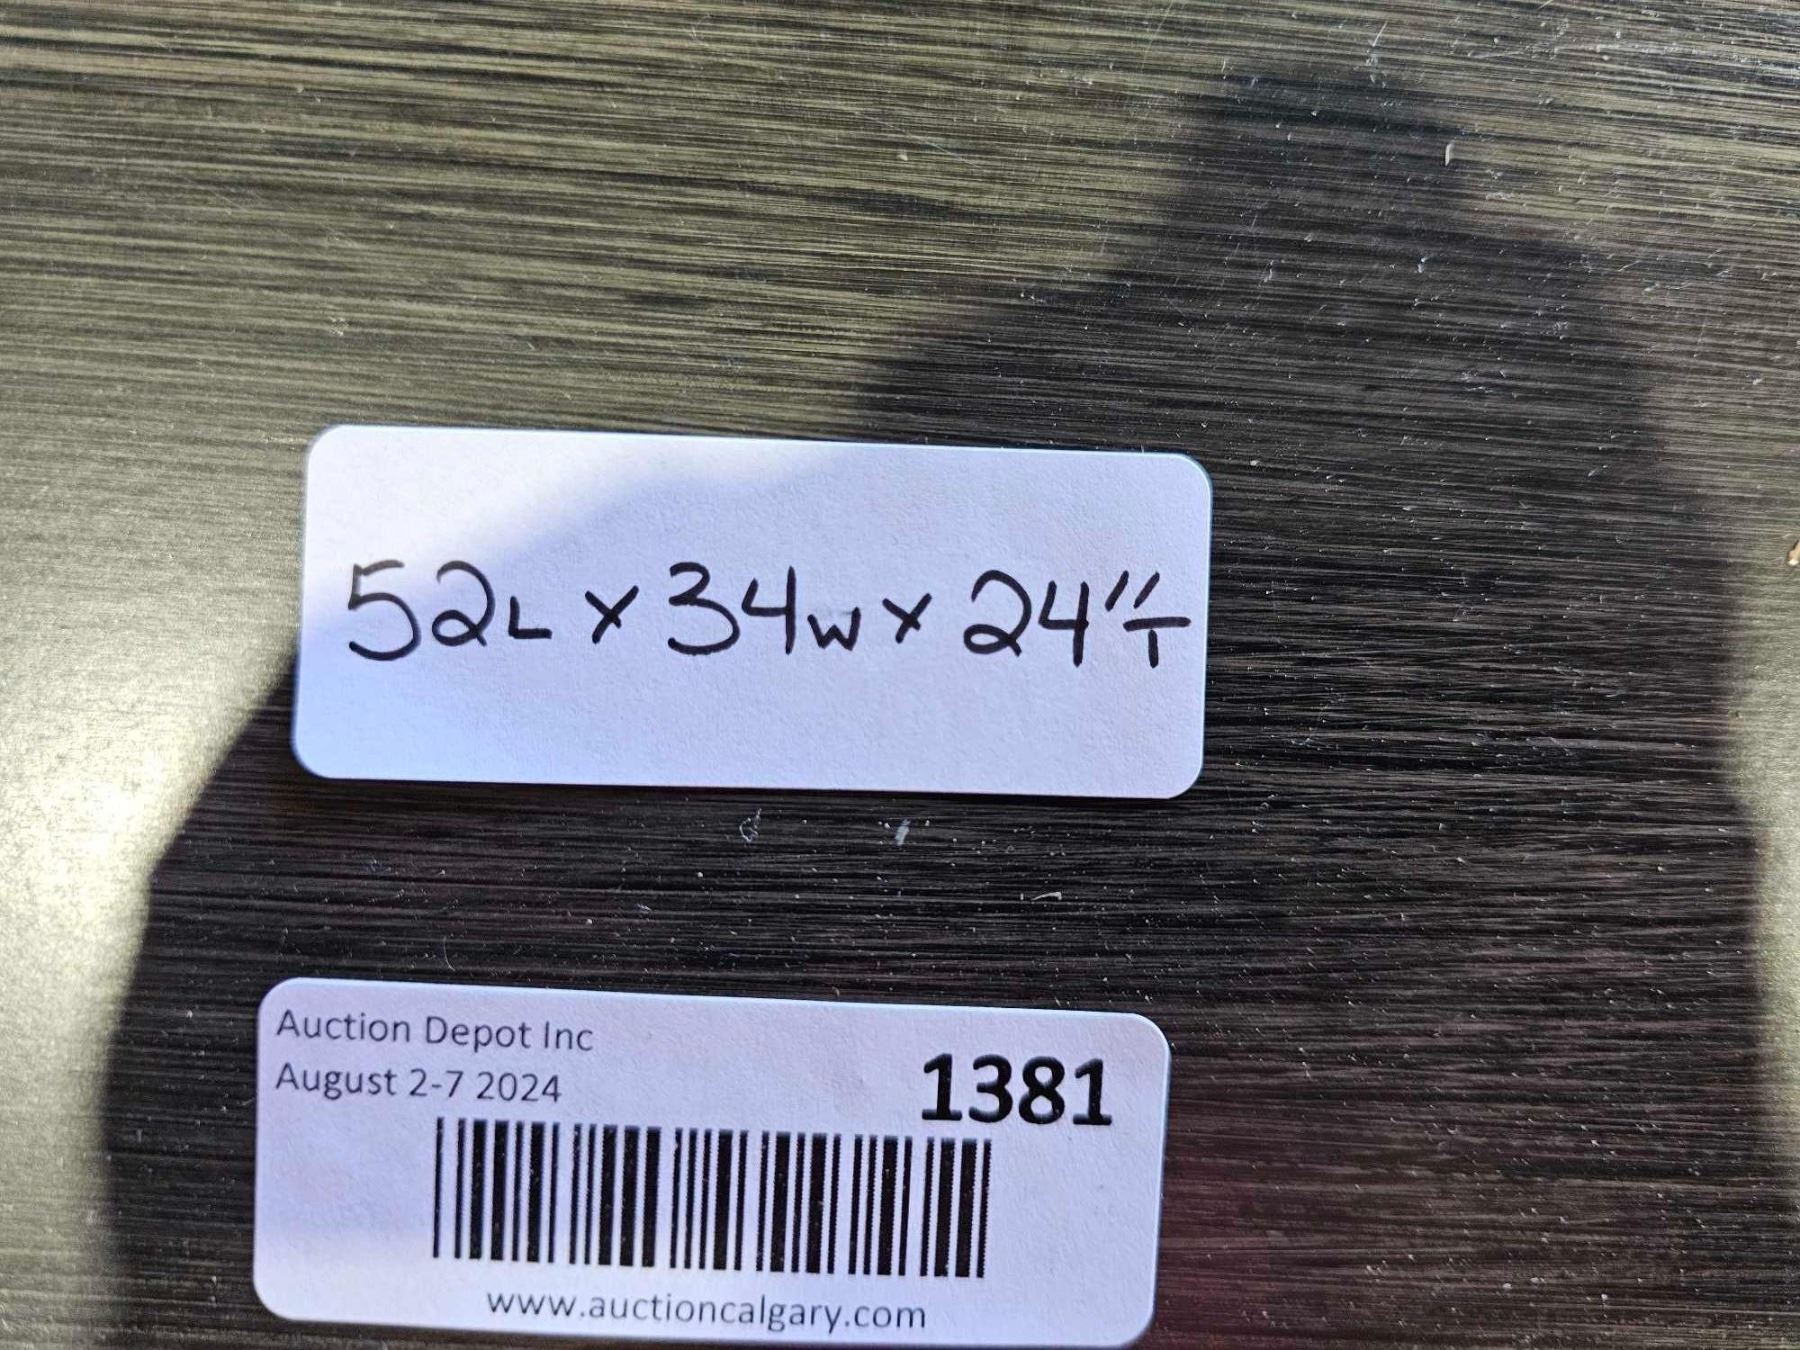 52L x 34W x 24"T
Auction Depot Inc
August 2-7 2024
1381
www.auctioncalgary.com